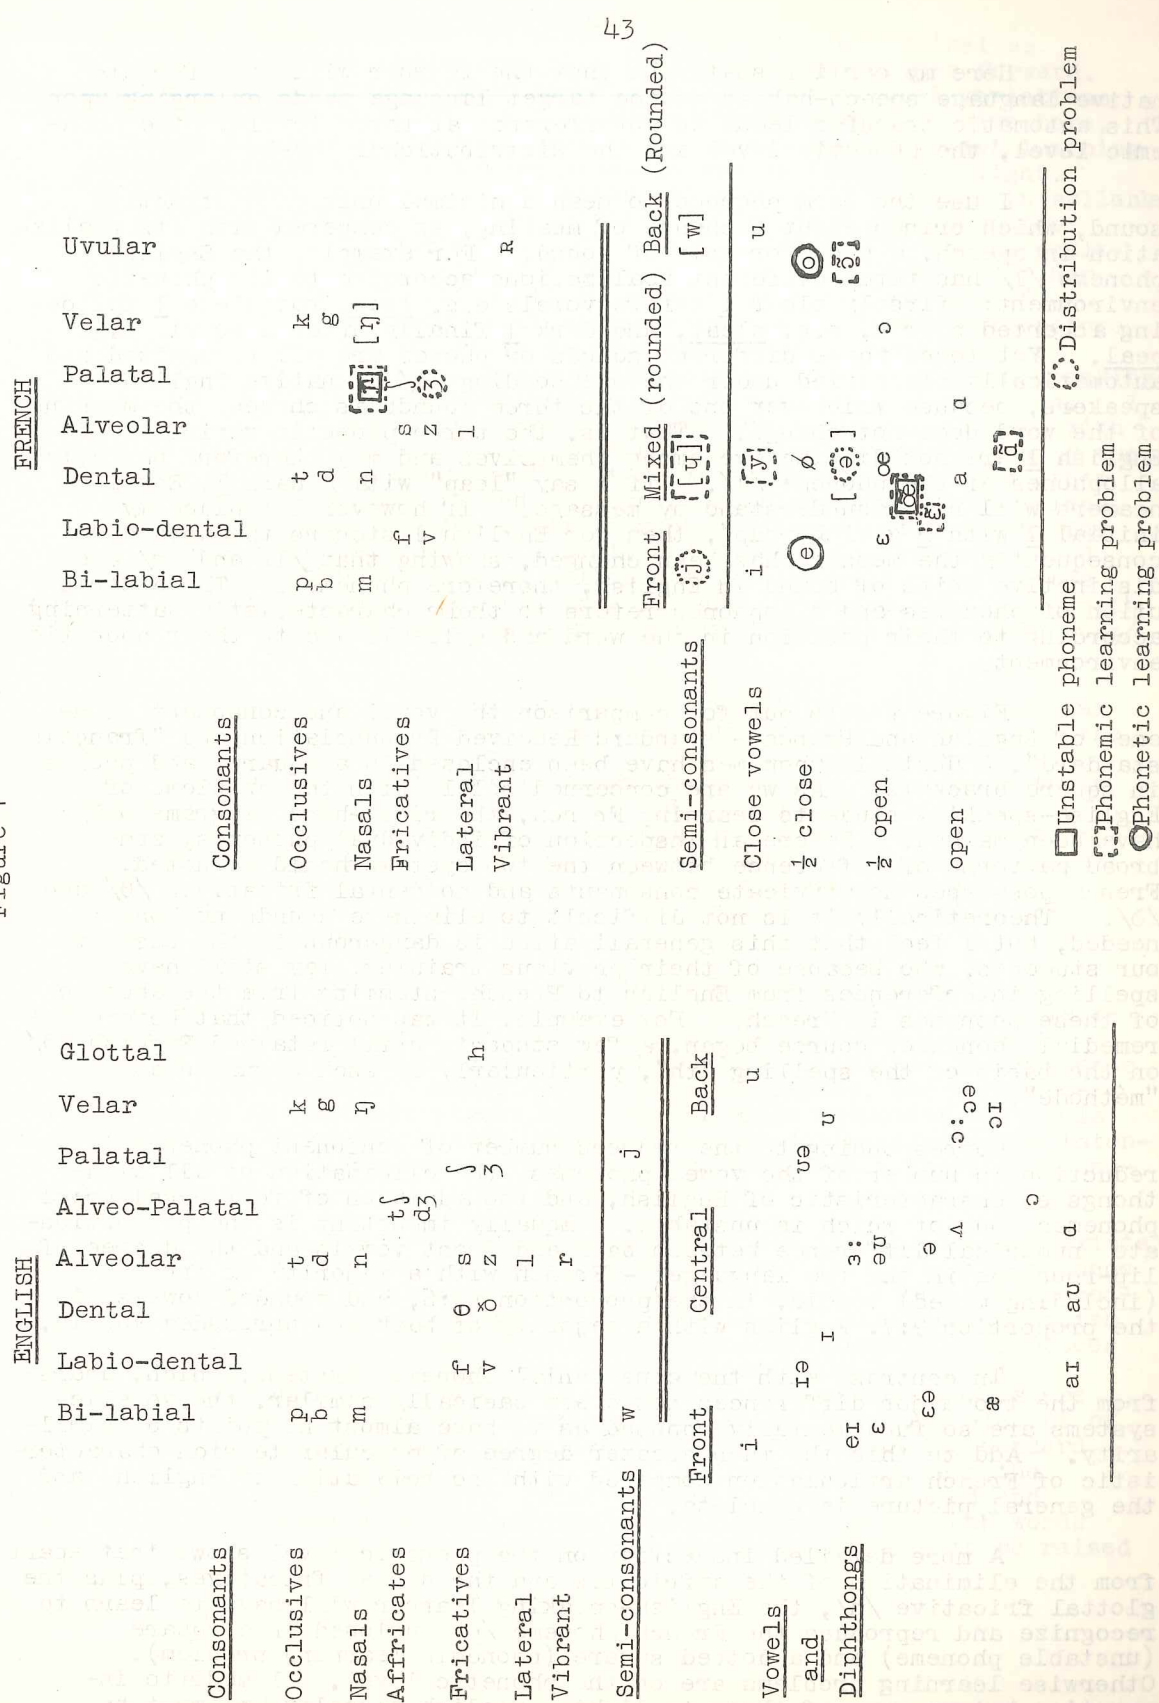 43
Figure 1
ENGLISH
Bi-labial Labio-dental Dental Alveolar Alveo-Palatal Palatal Velar Glottal
Consonants
Occlusives p t k
b d g
Nasals m n ŋ
Affricates tʃ
dʒ
Fricatives f θ s ʃ h
v ð z ʒ
Lateral l
Vibrant r
Semi-consonants w j
Front Central Back
Vowels
and
Diphthongs
i u
ɪə ʊə
ɪ ʊ
eɪ ɜ:
ɛ əʊ
ɛə ə
æ ʌ ɔ: ɔə
ɔɪ
ɔ
aɪ aʊ ɑ
FRENCH
Bi-labial Labio-dental Dental Alveolar Palatal Velar Uvular
Consonants
Occlusives p t k
b d g
Nasals m n ɲ [ŋ]
Fricatives f s ʃ
v z ʒ
Lateral l
Vibrant R
Front Mixed (rounded) Back (Rounded)
Semi-consonants [j] [ɥ] [w]
Close vowels i y u
½ close e ø o
[ə] ɔ̃
½ open ɛ œ ɔ
œ̃
ɛ̃
open a ɑ
ɑ̃
Unstable phoneme
Phonemic learning problem
Phonetic learning problem
Distribution problem